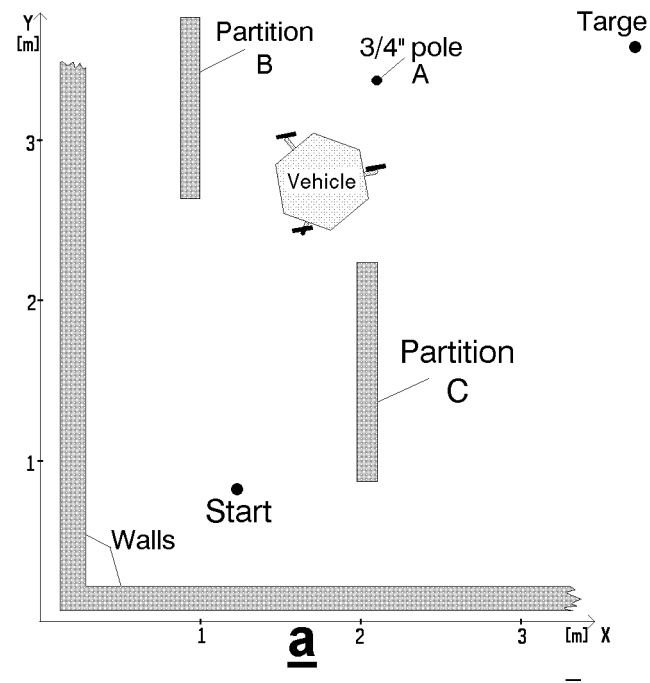 Y
[m]
Partition
B
3/4" pole
A
Targe
3
Vehicle
2
Partition
C
1
Start
Walls
1
a
2
3
[m] X